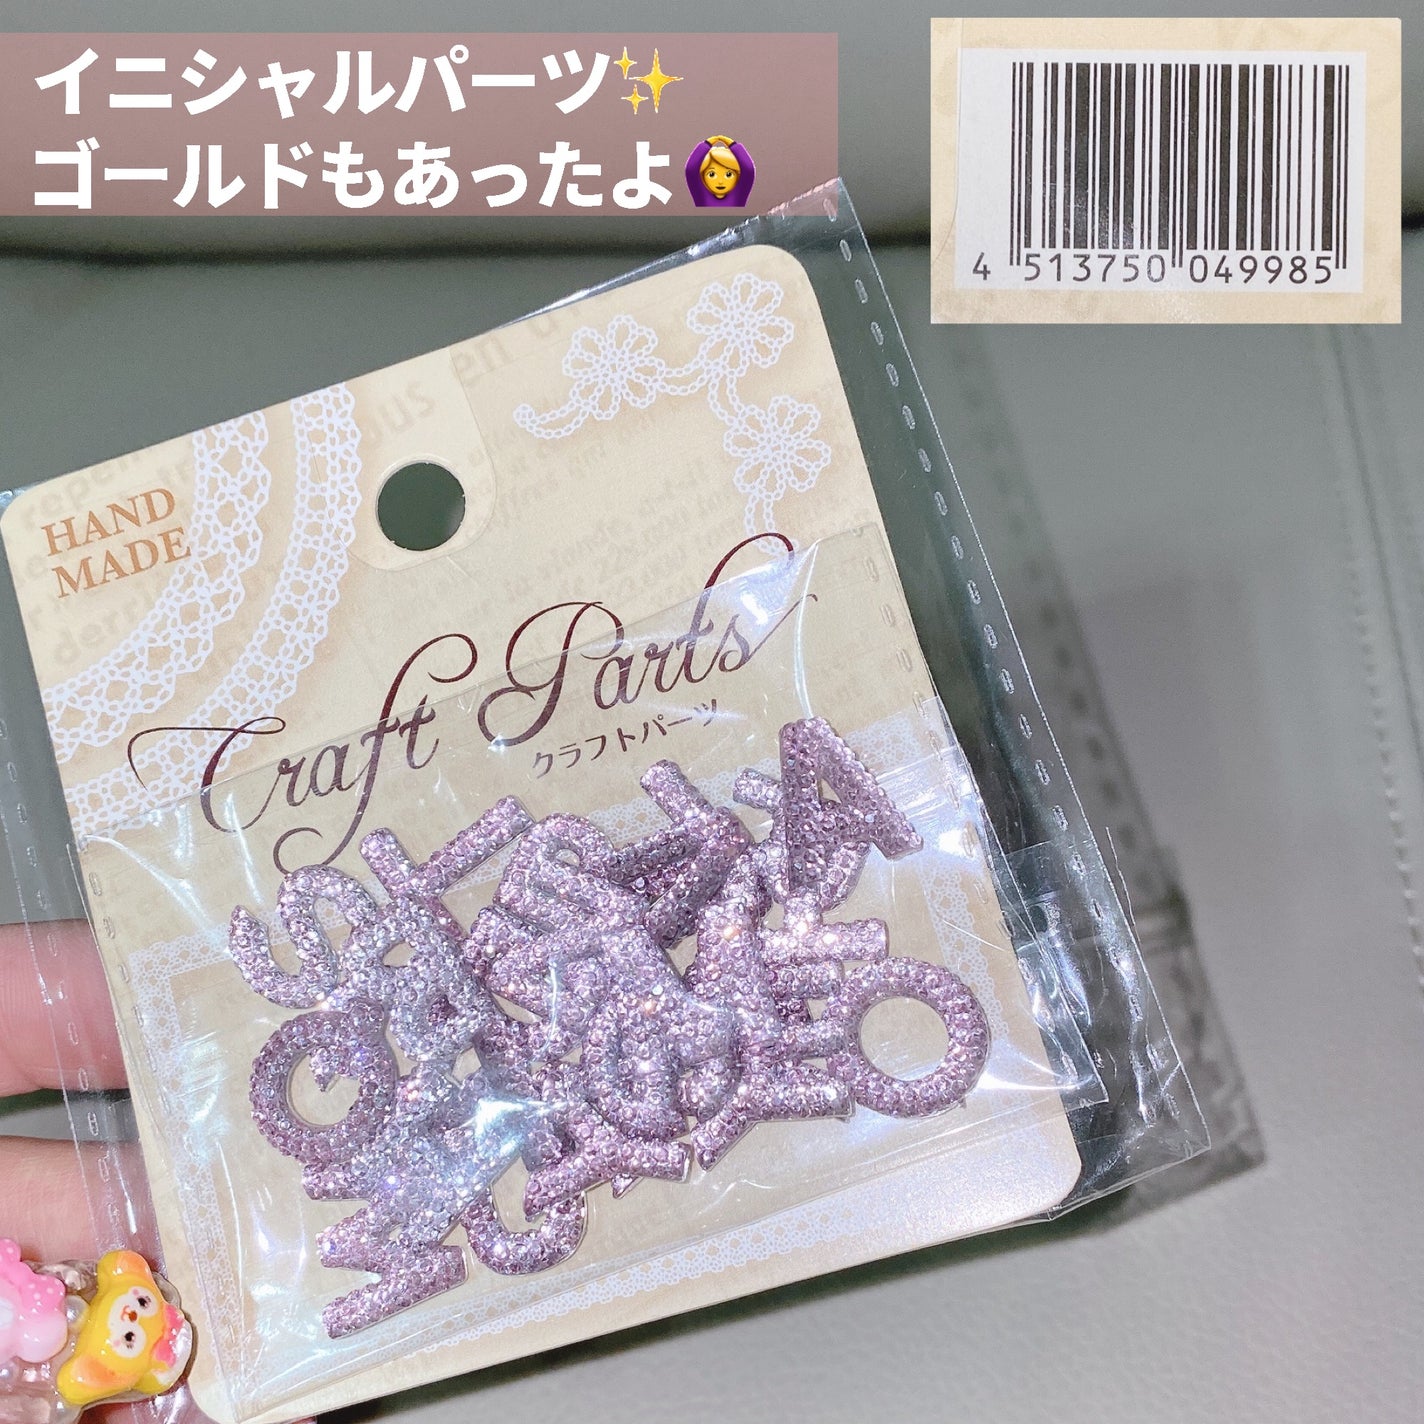 イニシャルパーツ✨
ゴールドもあったよ🙆‍♀️
4 513750 049985
HAND
MADE
Craft Parts
クラフトパーツ